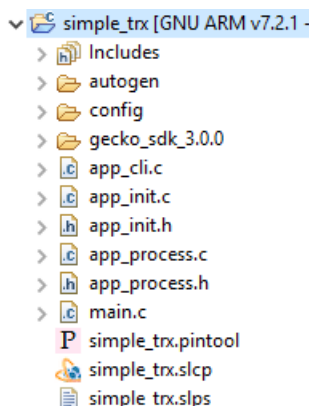 simple_trx [GNU ARM v7.2.1 -
Includes
autogen
config
gecko_sdk_3.0.0
app_cli.c
app_init.c
app_init.h
app_process.c
app_process.h
main.c
simple_trx.pintool
simple_trx.slcp
simple_trx.slps